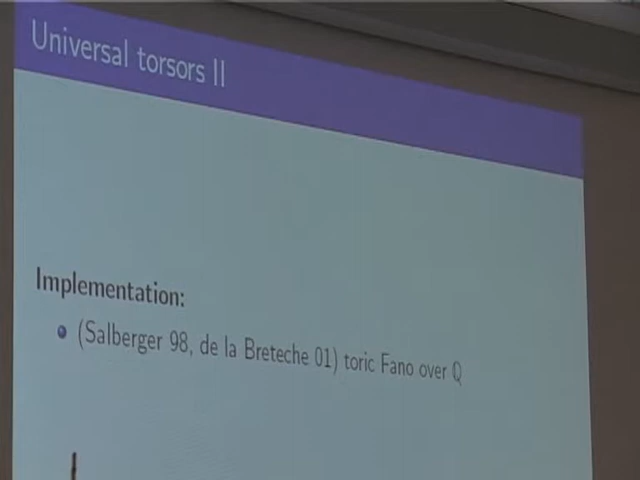 Universal torsors II
Implementation:
(Salberger 98, de la Breteche 01) toric Fano over ℚ